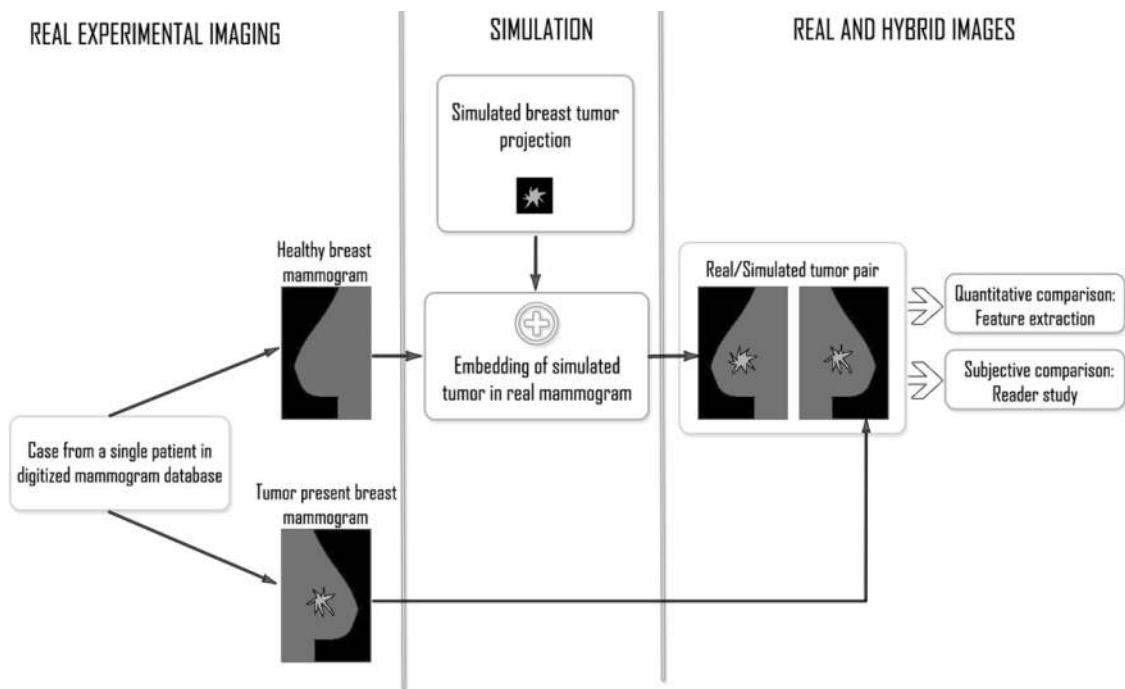 REAL EXPERIMENTAL IMAGING
SIMULATION
REAL AND HYBRID IMAGES
Simulated breast tumor
projection
Healthy breast
mammogram
Real/Simulated tumor pair
Quantitative comparison:
Feature extraction
Embedding of simulated
tumor in real mammogram
Subjective comparison:
Reader study
Case from a single patient in
digitized mammogram database
Tumor present breast
mammogram